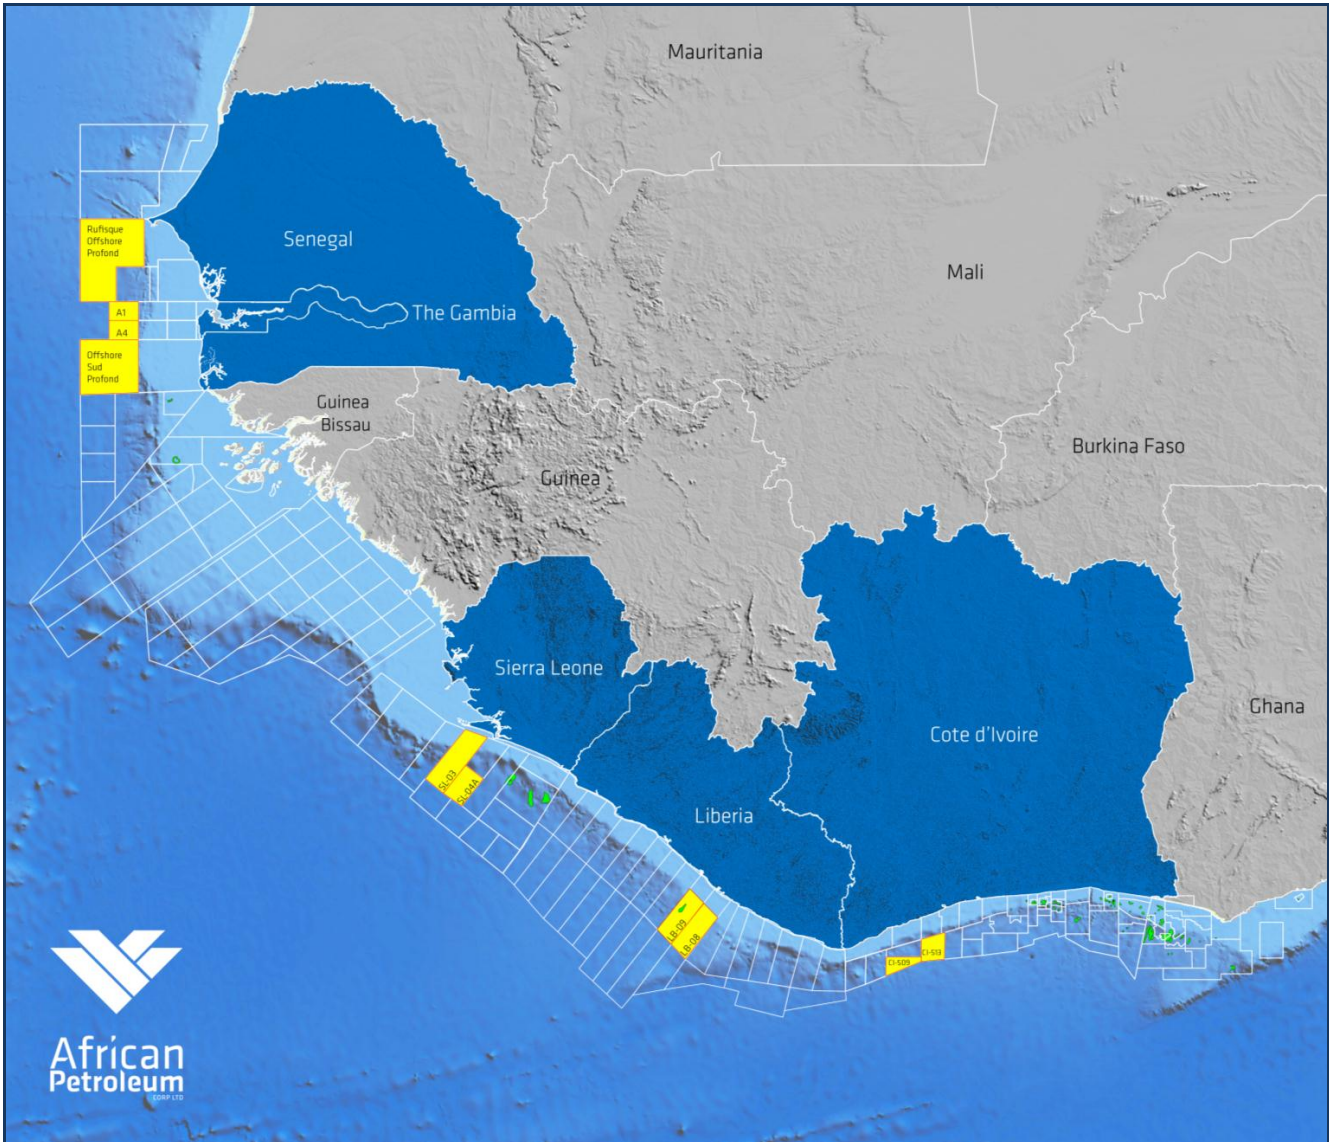 Mauritania
Rufisque
Offshore
Profond
Senegal
Mali
A1
The Gambia
A4
Offshore
Sud
Profond
Guinea
Bissau
Burkina Faso
Guinea
Sierra Leone
Ghana
Cote d'Ivoire
SL-03
SL-04A
Liberia
LB-09
LB-08
CI-509
CI-513
African
Petroleum
CORP LTD